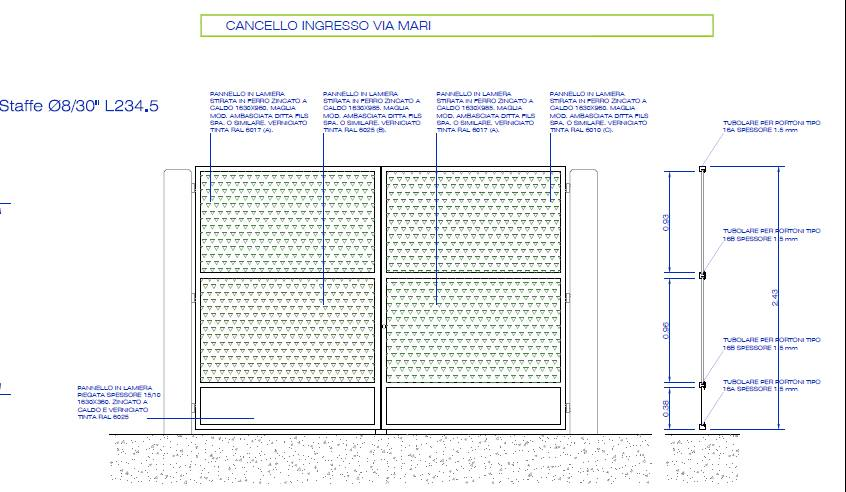 CANCELLO INGRESSO VIA MARI
Staffe Ø8/30" L234.5
PANNELLO IN LAMIERA
STIRATA IN FERRO ZINCATO A
CALDO 1630X960. MAGLIA
MOD. AMBASCIATA DITTA FILS
SPA. O SIMILARE. VERNICIATO
TINTA RAL 6017 (A).
PANNELLO IN LAMIERA
STIRATA IN FERRO ZINCATO A
CALDO 1630X985. MAGLIA
MOD. AMBASCIATA DITTA FILS
SPA. O SIMILARE. VERNICIATO
TINTA RAL 6025 (B).
PANNELLO IN LAMIERA
STIRATA IN FERRO ZINCATO A
CALDO 1630X985. MAGLIA
MOD. AMBASCIATA DITTA FILS
SPA. O SIMILARE. VERNICIATO
TINTA RAL 6017 (A).
PANNELLO IN LAMIERA
STIRATA IN FERRO ZINCATO A
CALDO 1630X960. MAGLIA
MOD. AMBASCIATA DITTA FILS
SPA. O SIMILARE. VERNICIATO
TINTA RAL 6010 (C).
TUBOLARE PER PORTONI TIPO
16A SPESSORE 1.5 mm
0.93
TUBOLARE PER PORTONI TIPO
16B SPESSORE 1.5 mm
2.43
0.96
TUBOLARE PER PORTONI TIPO
16B SPESSORE 1.5 mm
TUBOLARE PER PORTONI TIPO
16A SPESSORE 1.5 mm
0.38
PANNELLO IN LAMIERA
PIEGATA SPESSORE 15/10
1630X360. ZINCATO A
CALDO E VERNICIATO
TINTA RAL 6025